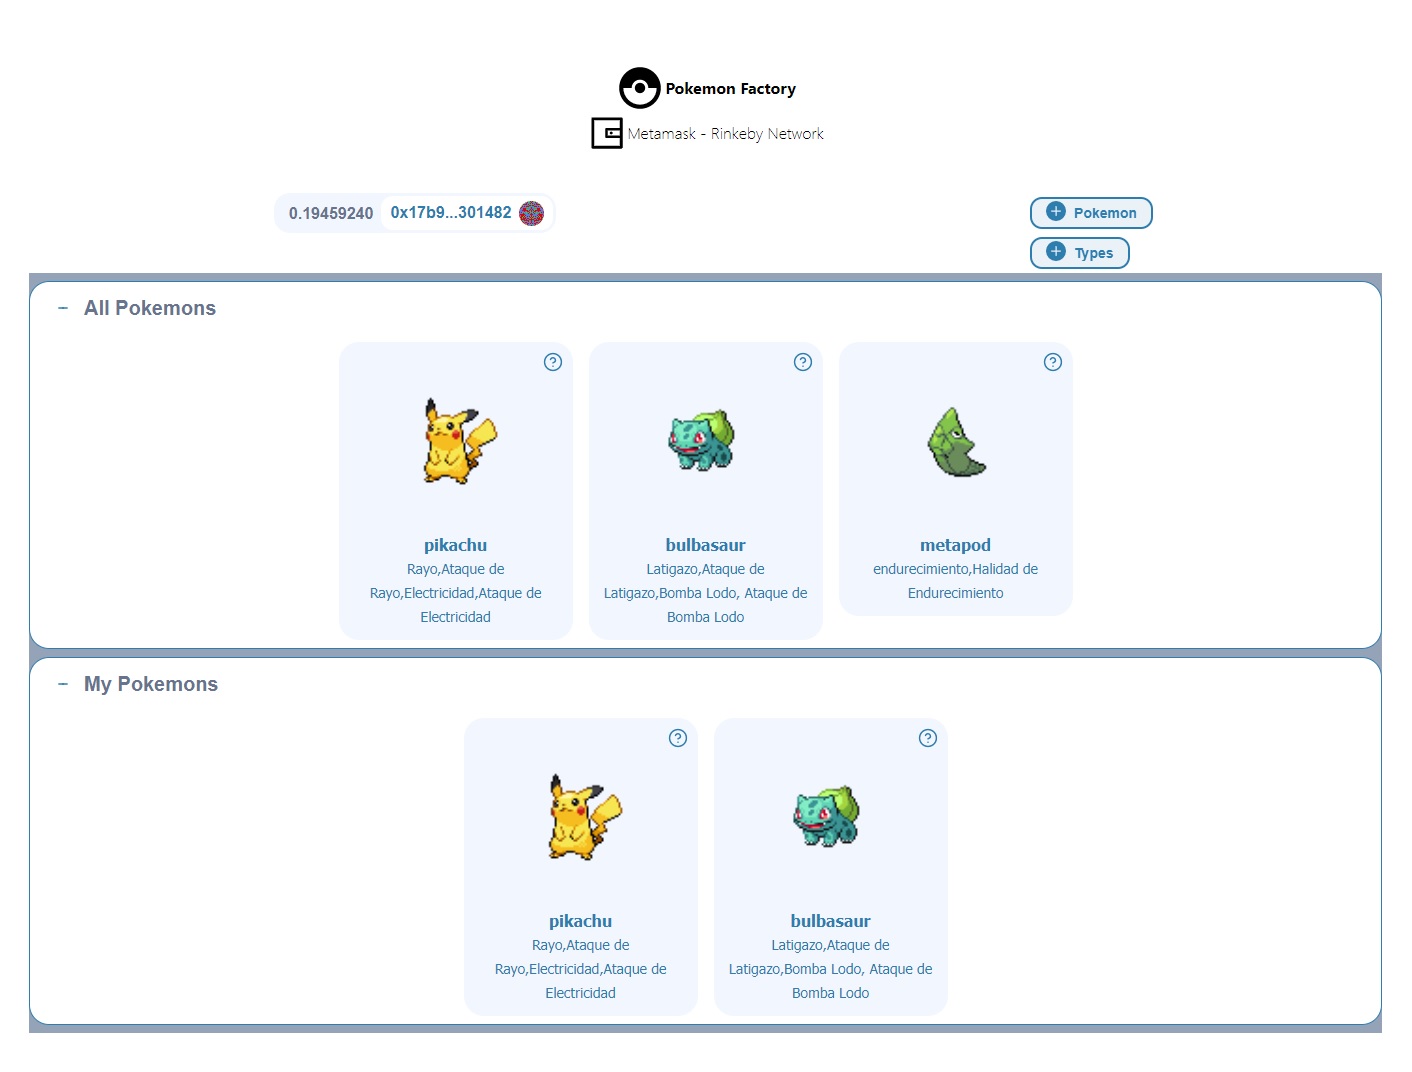 Pokemon Factory
Metamask - Rinkeby Network
0.19459240 0x17b9...301482
Pokemon
Types
All Pokemons
pikachu
Rayo,Ataque de
Rayo,Electricidad,Ataque de
Electricidad
bulbasaur
Latigazo,Ataque de
Latigazo,Bomba Lodo, Ataque de
Bomba Lodo
metapod
endurecimiento,Halidad de
Endurecimiento
My Pokemons
pikachu
Rayo,Ataque de
Rayo,Electricidad,Ataque de
Electricidad
bulbasaur
Latigazo,Ataque de
Latigazo,Bomba Lodo, Ataque de
Bomba Lodo